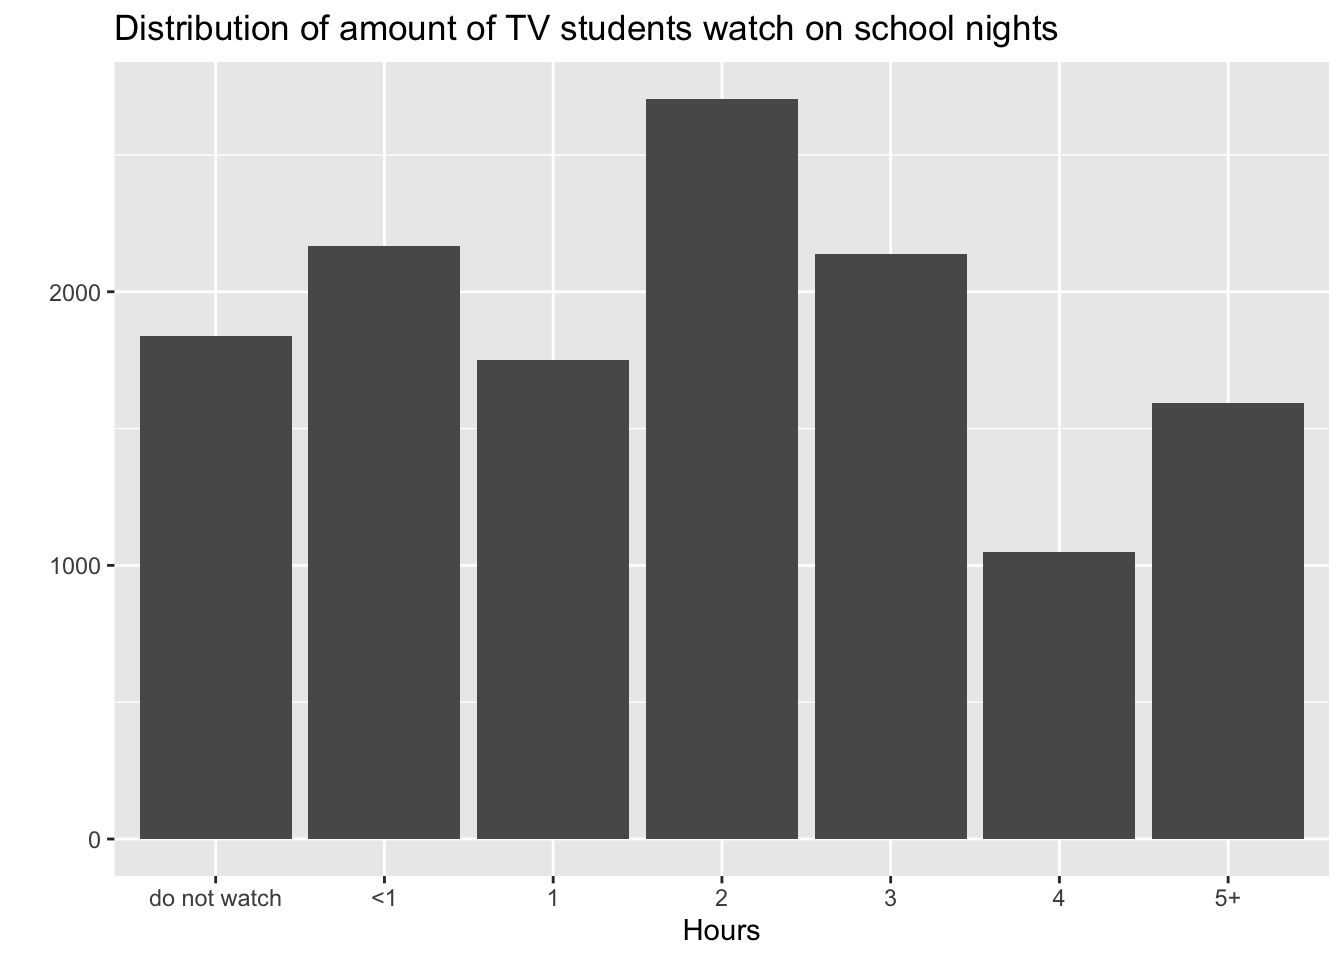 Distribution of amount of TV students watch on school nights
2000
1000
0
do not watch <1 1 2 3 4 5+
Hours